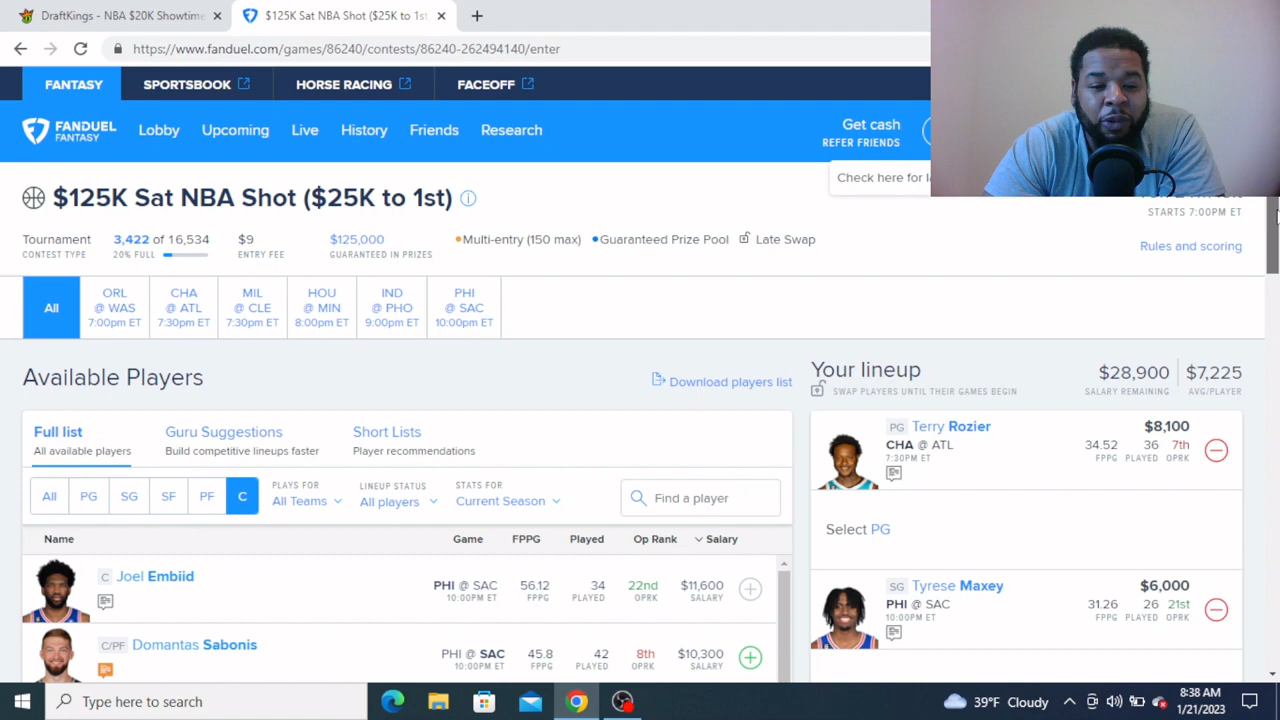 DraftKings - NBA $20K Showtime
$125K Sat NBA Shot ($25K to 1st)
https://www.fanduel.com/games/86240/contests/86240-262494140/enter
FANTASY SPORTSBOOK HORSE RACING FACEOFF
FANDUEL FANTASY Lobby Upcoming Live History Friends Research
Get cash
REFER FRIENDS
Check here for
$125K Sat NBA Shot ($25K to 1st)
STARTS 7:00PM ET
Tournament 3,422 of 16,534 $9 $125,000 Multi-entry (150 max) Guaranteed Prize Pool Late Swap
Rules and scoring
CONTEST TYPE 20% FULL ENTRY FEE GUARANTEED IN PRIZES
All
ORL @ WAS 7:00pm ET
CHA @ ATL 7:30pm ET
MIL @ CLE 7:30pm ET
HOU @ MIN 8:00pm ET
IND @ PHO 9:00pm ET
PHI @ SAC 10:00pm ET
Available Players
Download players list
Full list
All available players
Guru Suggestions
Build competitive lineups faster
Short Lists
Player recommendations
All PG SG SF PF C
PLAYS FOR
All Teams
LINEUP STATUS
All players
STATS FOR
Current Season
Find a player
Name Game FPPG Played Op Rank Salary
C Joel Embiid
PHI @ SAC 56.12 34 22nd $11,600
10:00PM ET FPPG PLAYED OPRK SALARY
C/PF Domantas Sabonis
PHI @ SAC 45.8 42 8th $10,300
10:00PM ET FPPG PLAYED OPRK SALARY
Your lineup $28,900 $7,225
SWAP PLAYERS UNTIL THEIR GAMES BEGIN SALARY REMAINING AVG/PLAYER
PG Terry Rozier $8,100
CHA @ ATL 34.52 36 7th
7:30PM ET FPPG PLAYED OPRK
Select PG
SG Tyrese Maxey $6,000
PHI @ SAC 31.26 26 21st
10:00PM ET FPPG PLAYED OPRK
Type here to search
39°F Cloudy
8:38 AM
1/21/2023